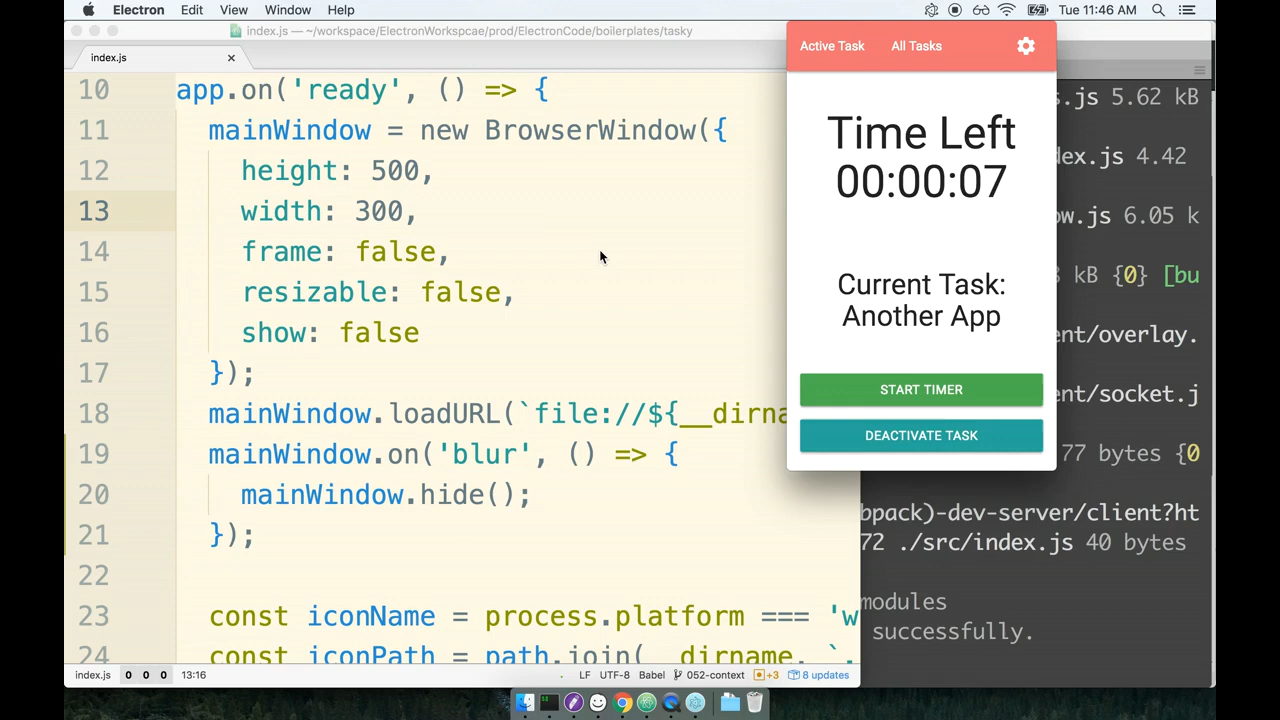 Electron Edit View Window Help Tue 11:46 AM
index.js — ~/workspace/ElectronWorkspcae/prod/ElectronCode/boilerplates/tasky
index.js
10 app.on('ready', () => {
11 mainWindow = new BrowserWindow({
12 height: 500,
13 width: 300,
14 frame: false,
15 resizable: false,
16 show: false
17 });
18 mainWindow.loadURL(`file://${__dirna
19 mainWindow.on('blur', () => {
20 mainWindow.hide();
21 });
22
23 const iconName = process.platform === 'w
24 const iconPath = path.join(__dirname, `.
index.js 0 0 0 13:16 LF UTF-8 Babel 052-context +3 8 updates
Active Task All Tasks
Time Left
00:00:07
Current Task:
Another App
START TIMER
DEACTIVATE TASK
s.js 5.62 kB
dex.js 4.42
ow.js 6.05 k
kB {0} [bu
ent/overlay.
ent/socket.j
77 bytes {0
bpack)-dev-server/client?ht
72 ./src/index.js 40 bytes
modules
successfully.